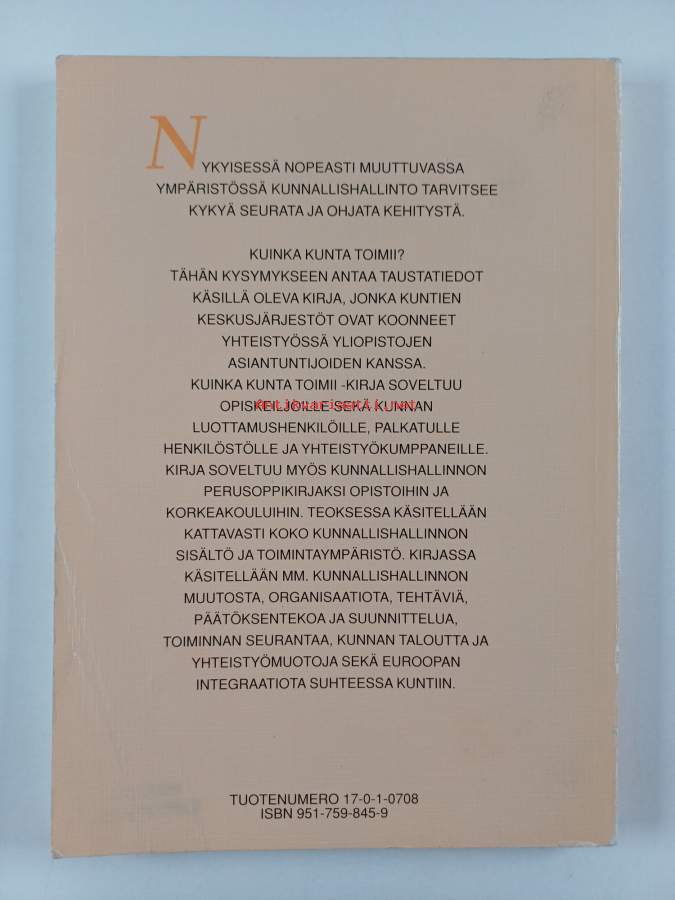 NYKYISESSÄ NOPEASTI MUUTTUVASSA
YMPÄRISTÖSSÄ KUNNALLISHALLINTO TARVITSEE
KYKYÄ SEURATA JA OHJATA KEHITYSTÄ.
KUINKA KUNTA TOIMII?
TÄHÄN KYSYMYKSEEN ANTAA TAUSTATIEDOT
KÄSILLÄ OLEVA KIRJA, JONKA KUNTIEN
KESKUSJÄRJESTÖT OVAT KOONNEET
YHTEISTYÖSSÄ YLIOPISTOJEN
ASIANTUNTIJOIDEN KANSSA.
KUINKA KUNTA TOIMII -KIRJA SOVELTUU
OPISKELIJOILLE SEKÄ KUNNAN
LUOTTAMUSHENKILÖILLE, PALKATULLE
HENKILÖSTÖLLE JA YHTEISTYÖKUMPPANEILLE.
KIRJA SOVELTUU MYÖS KUNNALLISHALLINNON
PERUSOPPIKIRJAKSI OPISTOIHIN JA
KORKEAKOULUIHIN. TEOKSESSA KÄSITELLÄÄN
KATTAVASTI KOKO KUNNALLISHALLINNON
SISÄLTÖ JA TOIMINTAYMPÄRISTÖ. KIRJASSA
KÄSITELLÄÄN MM. KUNNALLISHALLINNON
MUUTOSTA, ORGANISAATIOTA, TEHTÄVIÄ,
PÄÄTÖKSENTEKOA JA SUUNNITTELUA,
TOIMINNAN SEURANTAA, KUNNAN TALOUTTA JA
YHTEISTYÖMUOTOJA SEKÄ EUROOPAN
INTEGRAATIOTA SUHTEESSA KUNTIIN.
TUOTENUMERO 17-0-1-0708
ISBN 951-759-845-9